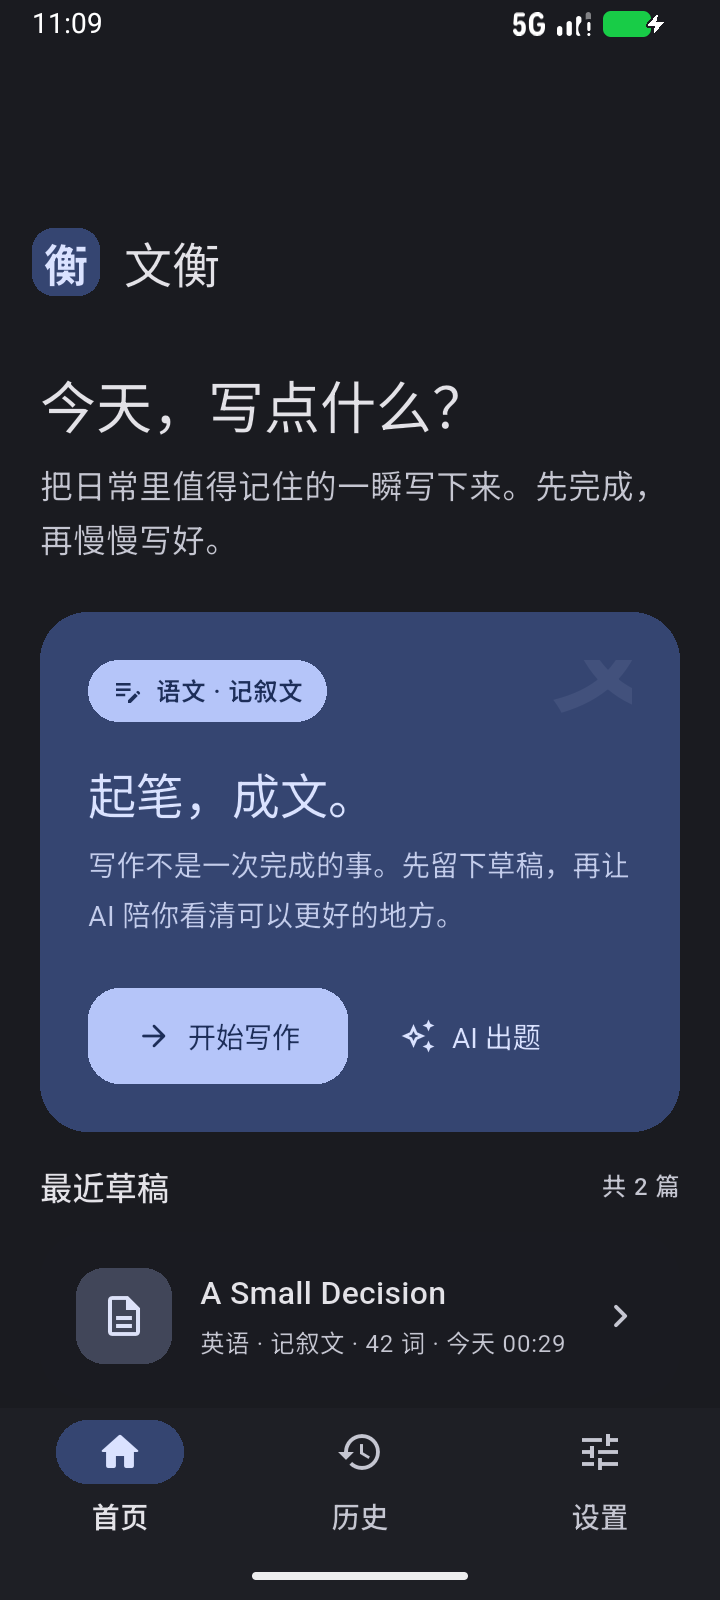 11:09
5G
衡 文衡
今天，写点什么？
把日常里值得记住的一瞬写下来。先完成，
再慢慢写好。
语文 · 记叙文
起笔，成文。
写作不是一次完成的事。先留下草稿，再让
AI 陪你看清可以更好的地方。
开始写作
AI 出题
最近草稿
共 2 篇
A Small Decision
英语 · 记叙文 · 42 词 · 今天 00:29
首页
历史
设置